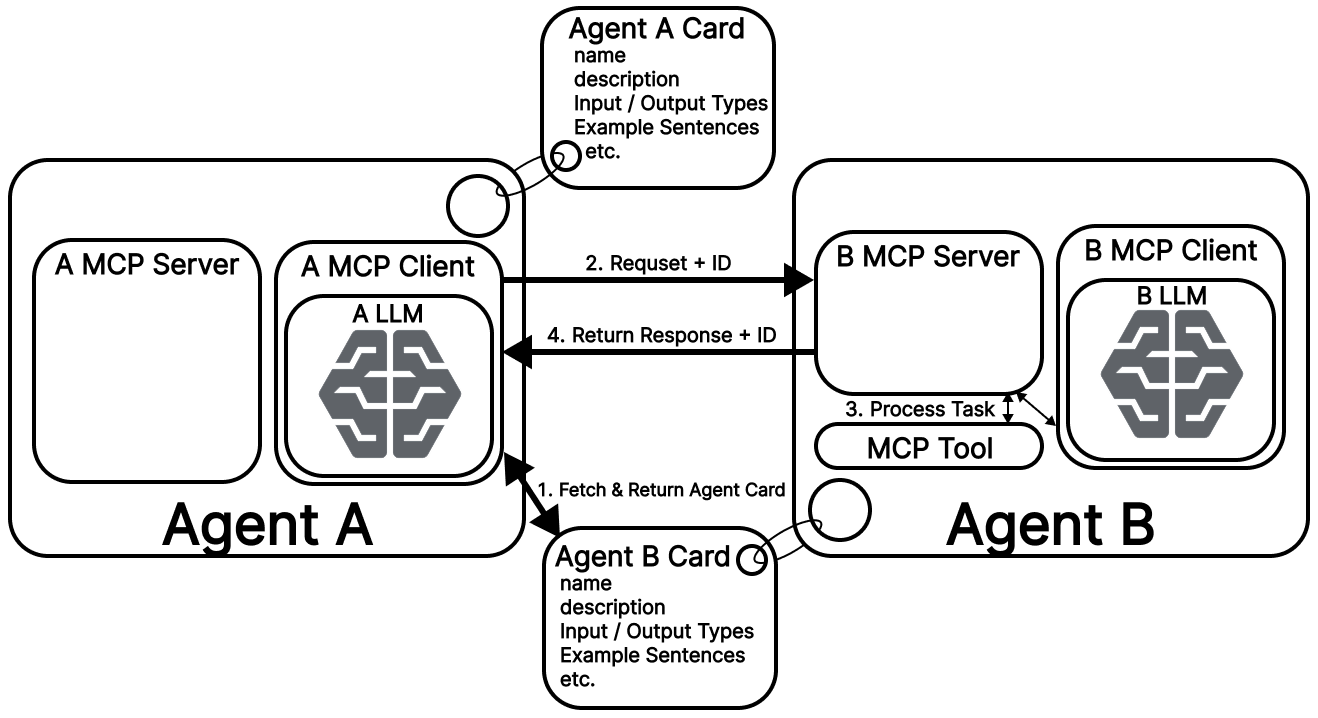 Agent A Card
name
description
Input / Output Types
Example Sentences
etc.
A MCP Server
A MCP Client
A LLM
Agent A
2. Requset + ID
4. Return Response + ID
1. Fetch & Return Agent Card
B MCP Server
B MCP Client
B LLM
3. Process Task
MCP Tool
Agent B
Agent B Card
name
description
Input / Output Types
Example Sentences
etc.